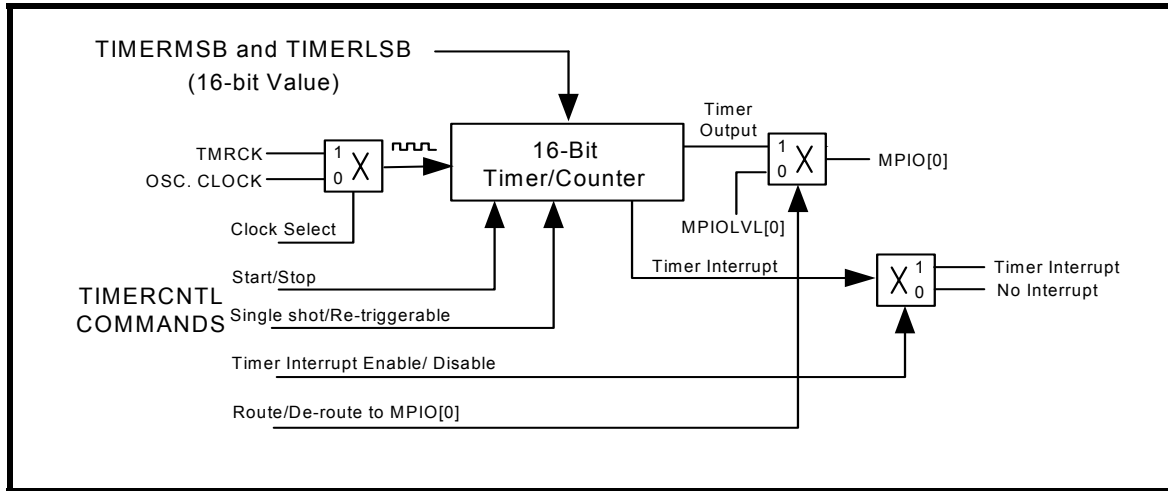 TIMERMSB and TIMERLSB
(16-bit Value)
Timer
Output
TMRCK
OSC. CLOCK
1
0
X
16-Bit
Timer/Counter
1
0
X
MPIO[0]
Clock Select
MPIOLVL[0]
Start/Stop
Timer Interrupt
X
1
0
Timer Interrupt
No Interrupt
TIMERCNTL
COMMANDS
Single shot/Re-triggerable
Timer Interrupt Enable/ Disable
Route/De-route to MPIO[0]